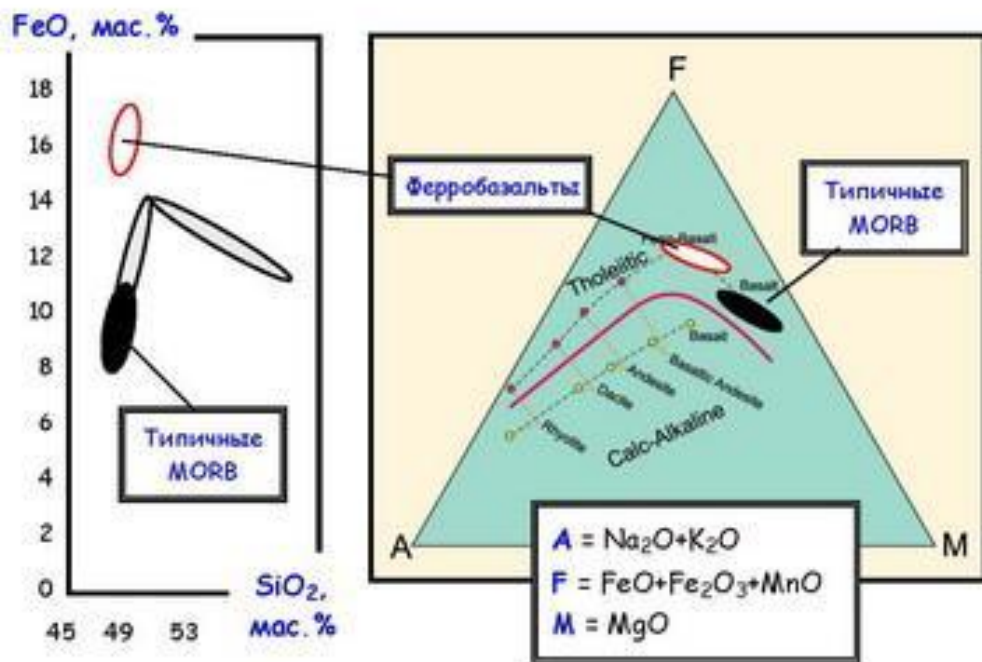 FeO, мас.%
18
16
14
12
10
8
6
4
2
0
45 49 53
SiO₂,
мас.%
Типичные
MORB
F
Ферробазальты
Типичные
MORB
Ferro-Basalt
Tholeiitic
Basalt
Basalt
Basaltic Andesite
Andesite
Dacite
Rhyolite
Calc-Alkaline
A
M
A = Na₂O+K₂O
F = FeO+Fe₂O₃+MnO
M = MgO